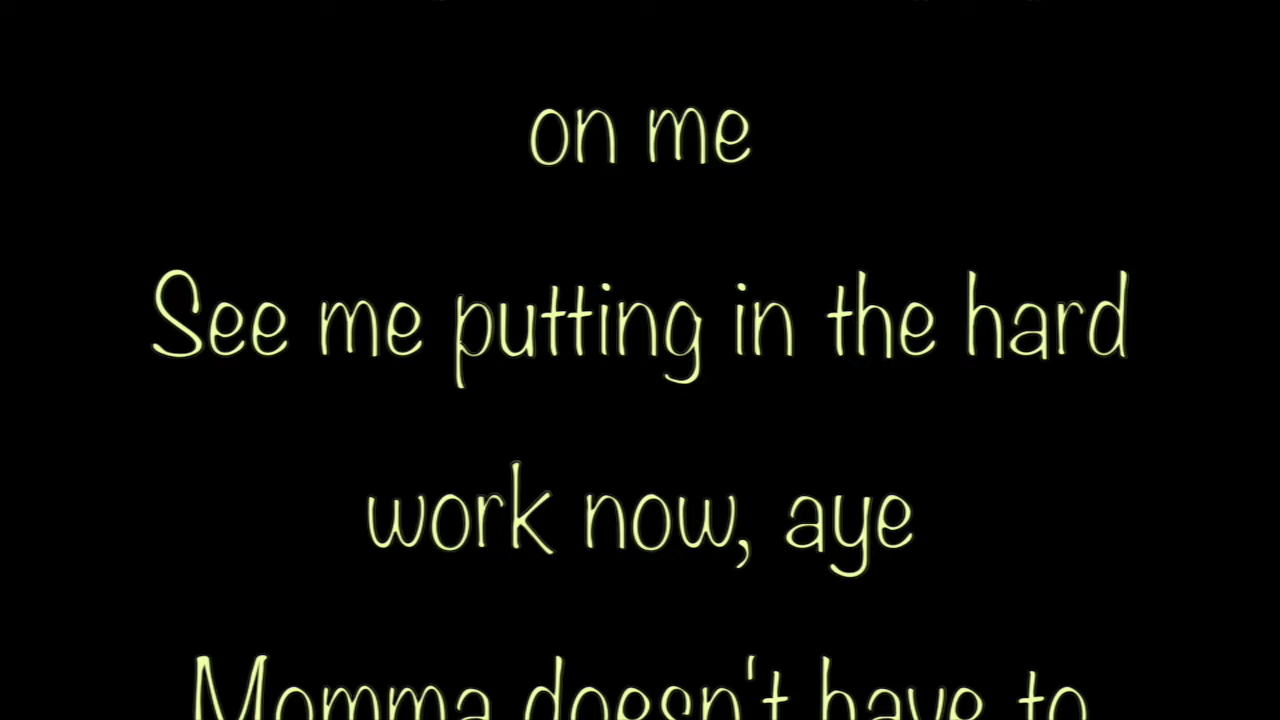 on me
See me putting in the hard
work now, aye
Momma doesn't have to